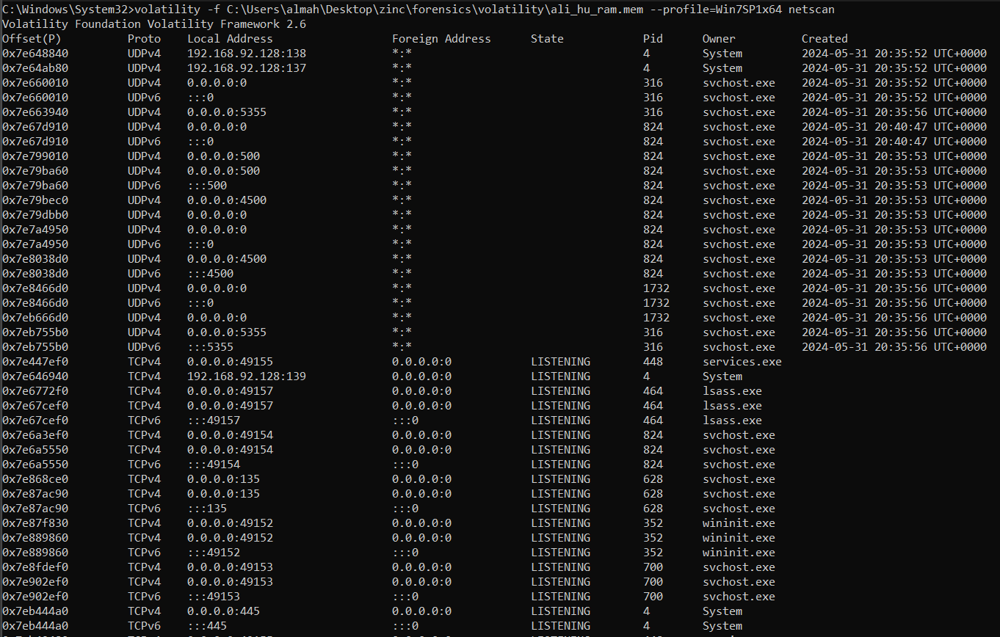 C:\Windows\System32>volatility -f C:\Users\almah\Desktop\zinc\forensics\volatility\ali_hu_ram.mem --profile=Win7SP1x64 netscan
Volatility Foundation Volatility Framework 2.6
Offset(P) Proto Local Address Foreign Address State Pid Owner Created
0x7e648840 UDPv4 192.168.92.128:138 *:* 4 System 2024-05-31 20:35:52 UTC+0000
0x7e64ab80 UDPv4 192.168.92.128:137 *:* 4 System 2024-05-31 20:35:52 UTC+0000
0x7e660010 UDPv4 0.0.0.0:0 *:* 316 svchost.exe 2024-05-31 20:35:52 UTC+0000
0x7e660010 UDPv6 :::0 *:* 316 svchost.exe 2024-05-31 20:35:52 UTC+0000
0x7e663940 UDPv4 0.0.0.0:5355 *:* 316 svchost.exe 2024-05-31 20:35:56 UTC+0000
0x7e67d910 UDPv4 0.0.0.0:0 *:* 824 svchost.exe 2024-05-31 20:40:47 UTC+0000
0x7e67d910 UDPv6 :::0 *:* 824 svchost.exe 2024-05-31 20:40:47 UTC+0000
0x7e799010 UDPv4 0.0.0.0:500 *:* 824 svchost.exe 2024-05-31 20:35:53 UTC+0000
0x7e79ba60 UDPv4 0.0.0.0:500 *:* 824 svchost.exe 2024-05-31 20:35:53 UTC+0000
0x7e79ba60 UDPv6 :::500 *:* 824 svchost.exe 2024-05-31 20:35:53 UTC+0000
0x7e79bec0 UDPv4 0.0.0.0:4500 *:* 824 svchost.exe 2024-05-31 20:35:53 UTC+0000
0x7e79dbb0 UDPv4 0.0.0.0:0 *:* 824 svchost.exe 2024-05-31 20:35:53 UTC+0000
0x7e7a4950 UDPv4 0.0.0.0:0 *:* 824 svchost.exe 2024-05-31 20:35:53 UTC+0000
0x7e7a4950 UDPv6 :::0 *:* 824 svchost.exe 2024-05-31 20:35:53 UTC+0000
0x7e8038d0 UDPv4 0.0.0.0:4500 *:* 824 svchost.exe 2024-05-31 20:35:53 UTC+0000
0x7e8038d0 UDPv6 :::4500 *:* 824 svchost.exe 2024-05-31 20:35:53 UTC+0000
0x7e8466d0 UDPv4 0.0.0.0:0 *:* 1732 svchost.exe 2024-05-31 20:35:56 UTC+0000
0x7e8466d0 UDPv6 :::0 *:* 1732 svchost.exe 2024-05-31 20:35:56 UTC+0000
0x7eb666d0 UDPv4 0.0.0.0:0 *:* 1732 svchost.exe 2024-05-31 20:35:56 UTC+0000
0x7eb755b0 UDPv4 0.0.0.0:5355 *:* 316 svchost.exe 2024-05-31 20:35:56 UTC+0000
0x7eb755b0 UDPv6 :::5355 *:* 316 svchost.exe 2024-05-31 20:35:56 UTC+0000
0x7e447ef0 TCPv4 0.0.0.0:49155 0.0.0.0:0 LISTENING 448 services.exe
0x7e646940 TCPv4 192.168.92.128:139 0.0.0.0:0 LISTENING 4 System
0x7e6772f0 TCPv4 0.0.0.0:49157 0.0.0.0:0 LISTENING 464 lsass.exe
0x7e67cef0 TCPv4 0.0.0.0:49157 0.0.0.0:0 LISTENING 464 lsass.exe
0x7e67cef0 TCPv6 :::49157 :::0 LISTENING 464 lsass.exe
0x7e6a3ef0 TCPv4 0.0.0.0:49154 0.0.0.0:0 LISTENING 824 svchost.exe
0x7e6a5550 TCPv4 0.0.0.0:49154 0.0.0.0:0 LISTENING 824 svchost.exe
0x7e6a5550 TCPv6 :::49154 :::0 LISTENING 824 svchost.exe
0x7e868ce0 TCPv4 0.0.0.0:135 0.0.0.0:0 LISTENING 628 svchost.exe
0x7e87ac90 TCPv4 0.0.0.0:135 0.0.0.0:0 LISTENING 628 svchost.exe
0x7e87ac90 TCPv6 :::135 :::0 LISTENING 628 svchost.exe
0x7e87f830 TCPv4 0.0.0.0:49152 0.0.0.0:0 LISTENING 352 wininit.exe
0x7e889860 TCPv4 0.0.0.0:49152 0.0.0.0:0 LISTENING 352 wininit.exe
0x7e889860 TCPv6 :::49152 :::0 LISTENING 352 wininit.exe
0x7e8fdef0 TCPv4 0.0.0.0:49153 0.0.0.0:0 LISTENING 700 svchost.exe
0x7e902ef0 TCPv4 0.0.0.0:49153 0.0.0.0:0 LISTENING 700 svchost.exe
0x7e902ef0 TCPv6 :::49153 :::0 LISTENING 700 svchost.exe
0x7eb444a0 TCPv4 0.0.0.0:445 0.0.0.0:0 LISTENING 4 System
0x7eb444a0 TCPv6 :::445 :::0 LISTENING 4 System